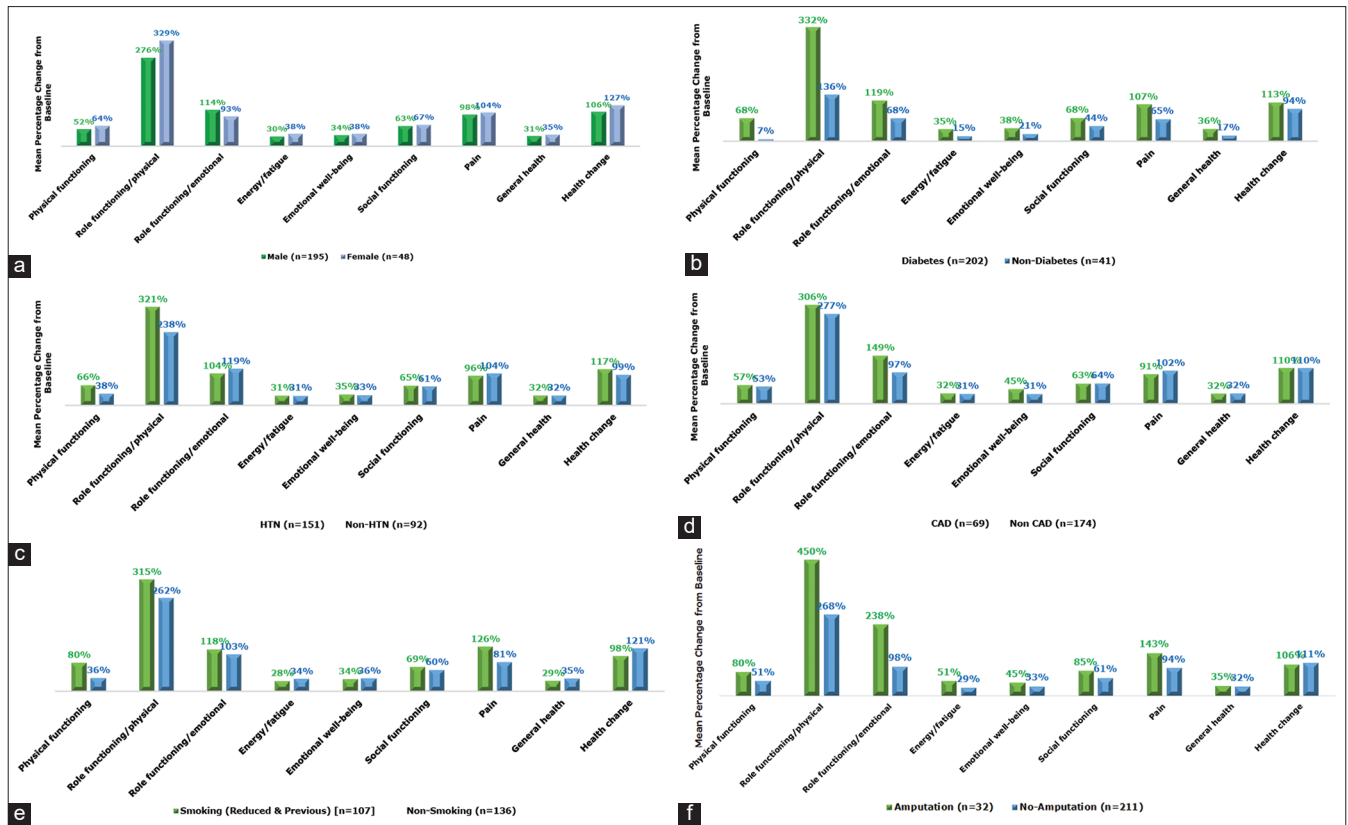 Mean Percentage Change from
Baseline
52% 64% 276% 329% 114% 93% 30% 38% 34% 38% 63% 67% 98% 104% 31% 35% 106% 127%
Physical functioning
Role functioning/physical
Role functioning/emotional
Energy/fatigue
Emotional well-being
Social functioning
Pain
General health
Health change
Male (n=195) Female (n=48)
a
Mean Percentage Change from
Baseline
68% 7% 332% 136% 119% 68% 35% 15% 38% 21% 68% 44% 107% 65% 36% 17% 113% 94%
Physical functioning
Role functioning/physical
Role functioning/emotional
Energy/fatigue
Emotional well-being
Social functioning
Pain
General health
Health change
Diabetes (n=202) Non-Diabetes (n=41)
b
Mean Percentage Change from
Baseline
66% 38% 321% 238% 104% 119% 31% 31% 35% 33% 65% 61% 96% 104% 32% 32% 117% 99%
Physical functioning
Role functioning/physical
Role functioning/emotional
Energy/fatigue
Emotional well-being
Social functioning
Pain
General health
Health change
HTN (n=151) Non-HTN (n=92)
c
Mean Percentage Change from
Baseline
57% 53% 306% 277% 149% 97% 32% 31% 45% 31% 63% 64% 91% 102% 32% 32% 110% 110%
Physical functioning
Role functioning/physical
Role functioning/emotional
Energy/fatigue
Emotional well-being
Social functioning
Pain
General health
Health change
CAD (n=69) Non CAD (n=174)
d
80% 36% 315% 262% 118% 103% 28% 34% 34% 36% 69% 60% 126% 81% 29% 35% 98% 121%
Physical functioning
Role functioning/physical
Role functioning/emotional
Energy/fatigue
Emotional well-being
Social functioning
Pain
General health
Health change
Smoking (Reduced & Previous) [n=107] Non-Smoking (n=136)
e
Mean Percentage Change from Baseline
80% 51% 450% 268% 238% 98% 51% 29% 45% 33% 85% 61% 143% 94% 35% 32% 106% 111%
Physical functioning
Role functioning/physical
Role functioning/emotional
Energy/fatigue
Emotional well-being
Social functioning
Pain
General health
Health change
Amputation (n=32) No-Amputation (n=211)
f